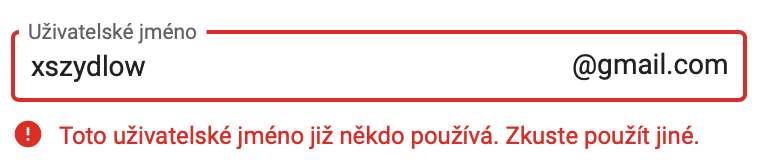 Uživatelské jméno
xszydlow @gmail.com
Toto uživatelské jméno již někdo používá. Zkuste použít jiné.